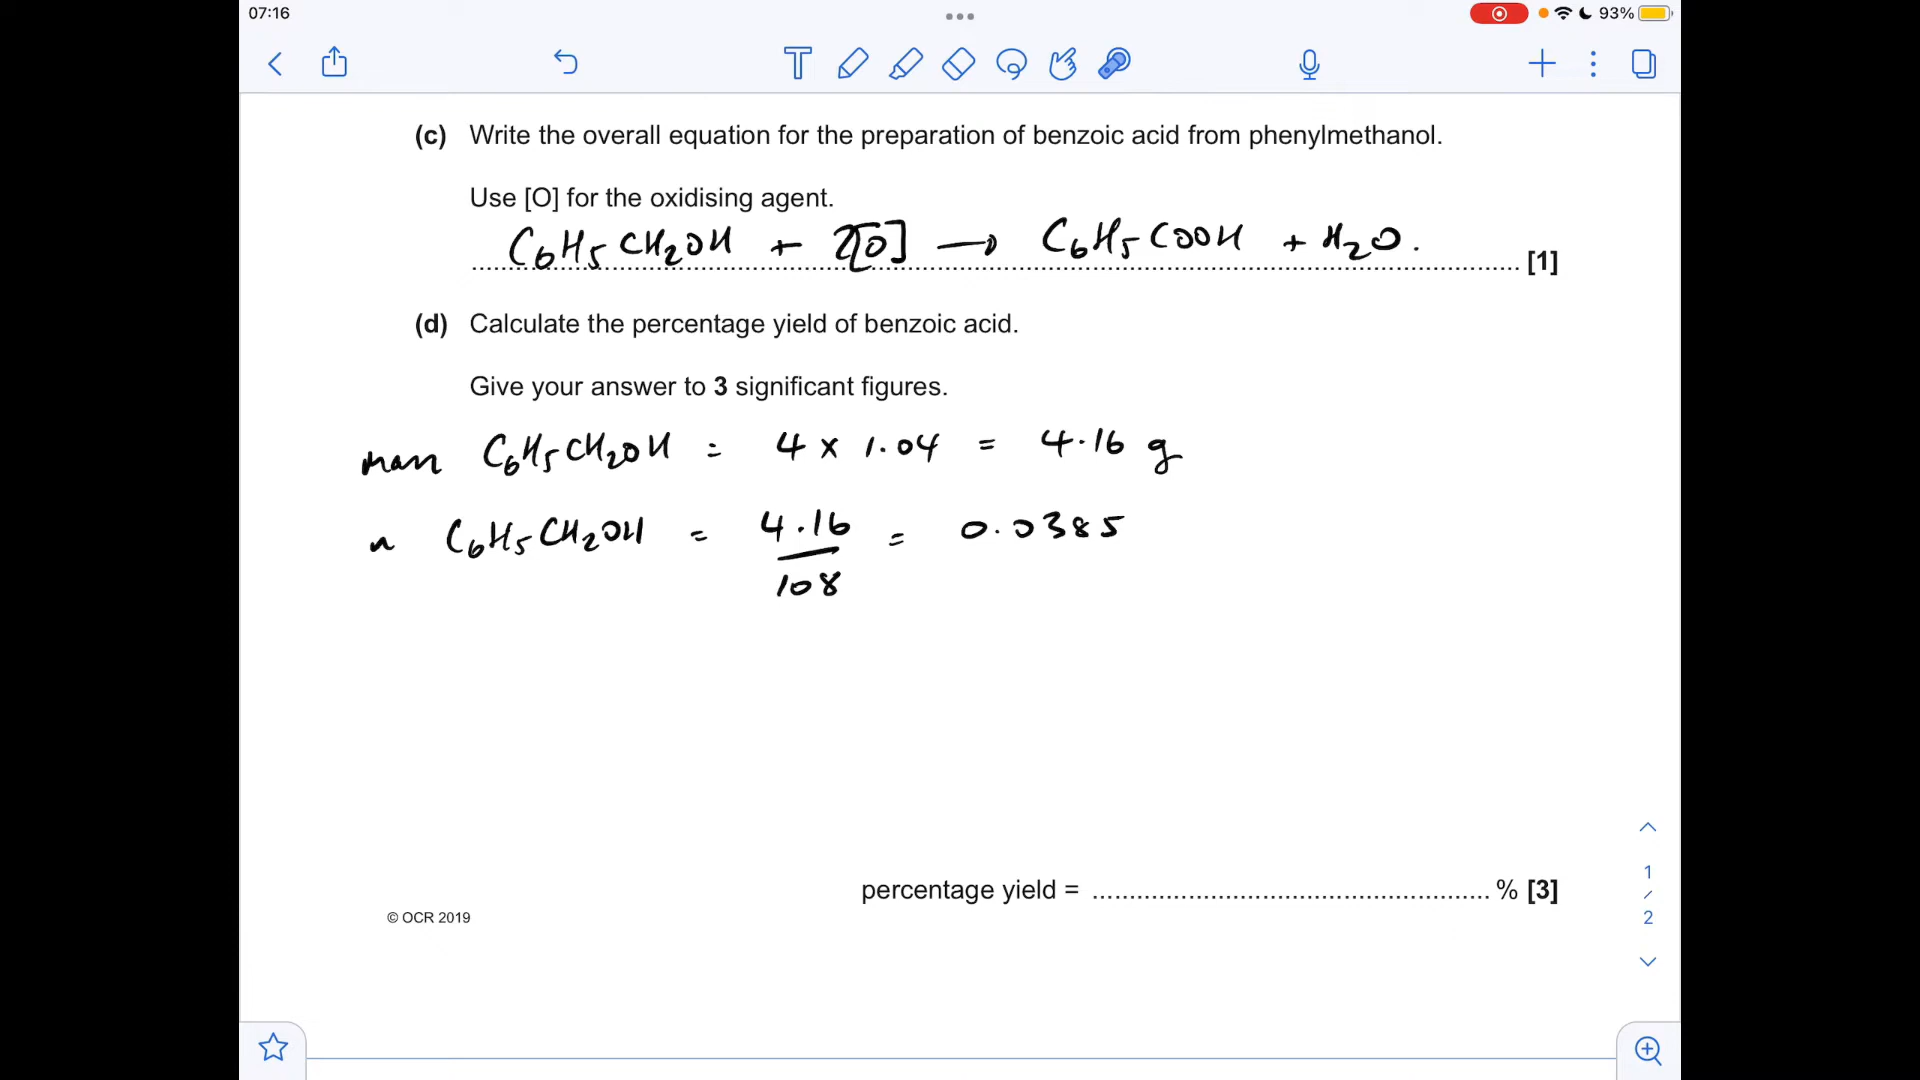 07:16
93%
(c) Write the overall equation for the preparation of benzoic acid from phenylmethanol.
Use [O] for the oxidising agent.
C6H5CH2OH + 2[O] → C6H5COOH + H2O.
[1]
(d) Calculate the percentage yield of benzoic acid.
Give your answer to 3 significant figures.
mass C6H5CH2OH = 4 x 1.04 = 4.16 g
n C6H5CH2OH = 4.16 / 108 = 0.0385
percentage yield = .................................................... % [3]
© OCR 2019
1
/
2